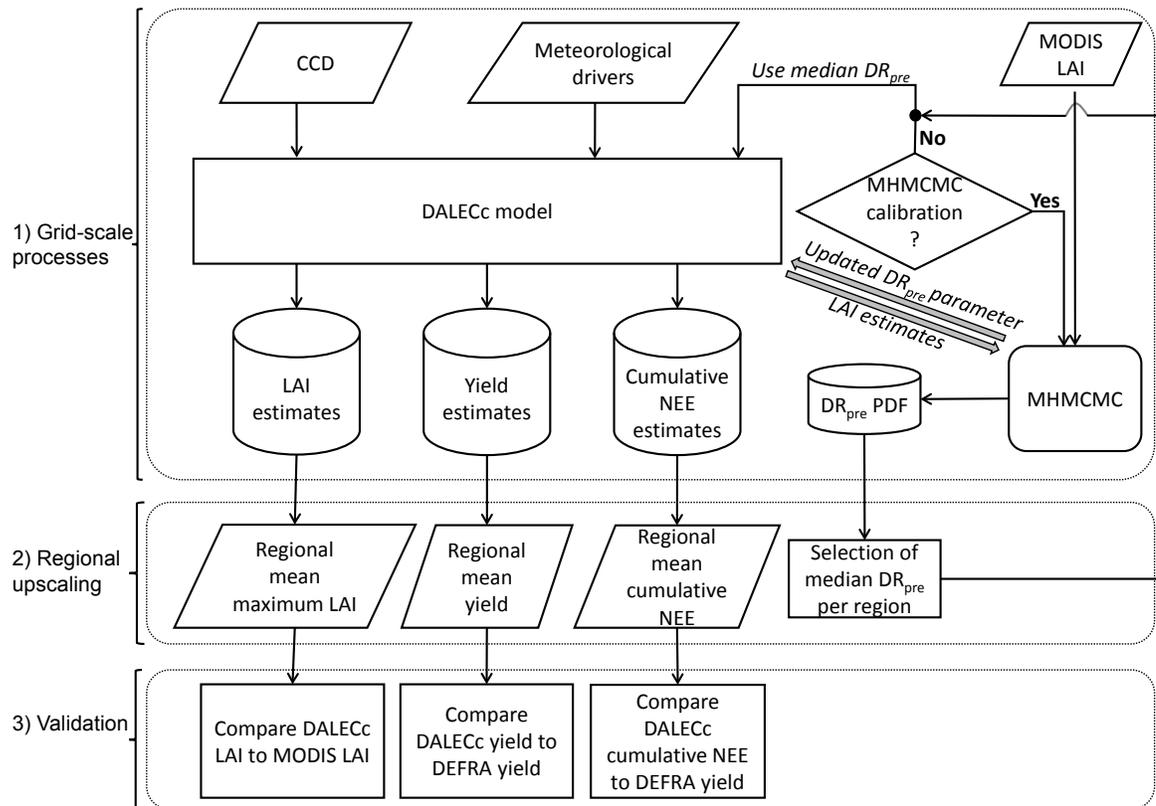 CCD
Meteorological
drivers
MODIS
LAI
Use median DRpre
No
MHMCMC
calibration
?
Yes
DALECc model
1) Grid-scale
processes
Updated DRpre parameter
LAI estimates
LAI
estimates
Yield
estimates
Cumulative
NEE
estimates
DRpre PDF
MHMCMC
2) Regional
upscaling
Regional
mean
maximum LAI
Regional
mean
yield
Regional
mean
cumulative
NEE
Selection of
median DRpre
per region
3) Validation
Compare DALECc
LAI to MODIS LAI
Compare
DALECc yield to
DEFRA yield
Compare
DALECc
cumulative NEE
to DEFRA yield